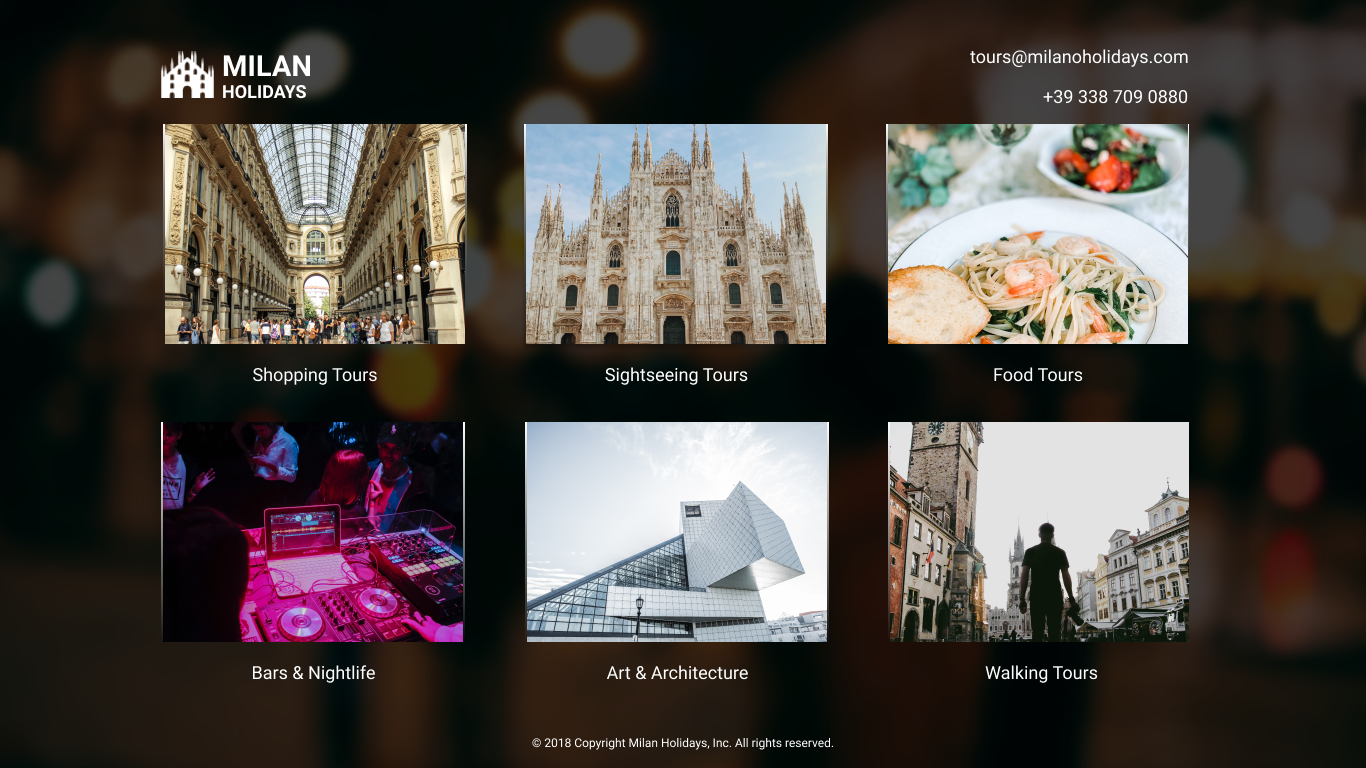 MILAN
HOLIDAYS
tours@milanoholidays.com
+39 338 709 0880
Shopping Tours
Sightseeing Tours
Food Tours
Bars & Nightlife
Art & Architecture
Walking Tours
© 2018 Copyright Milan Holidays, Inc. All rights reserved.